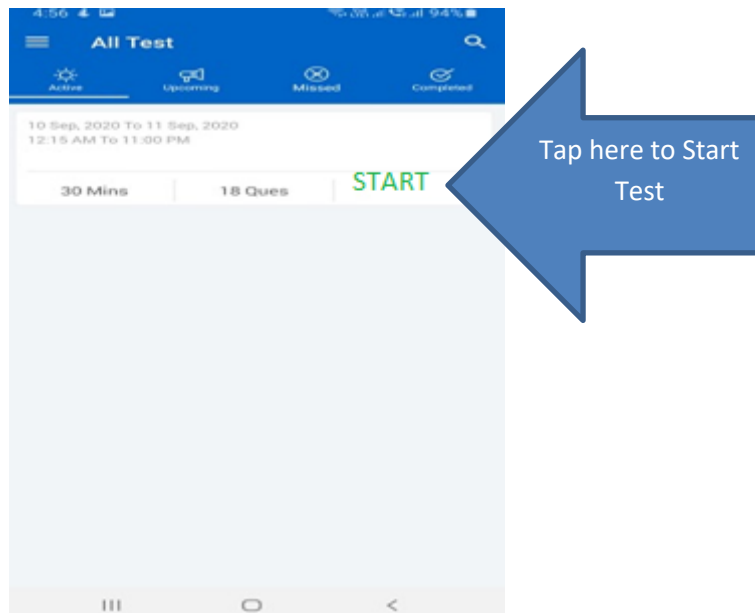 4:56 94%
All Test
Active Upcoming Missed Completed
10 Sep, 2020 To 11 Sep, 2020
12:15 AM To 11:00 PM
30 Mins 18 Ques START
Tap here to Start
Test